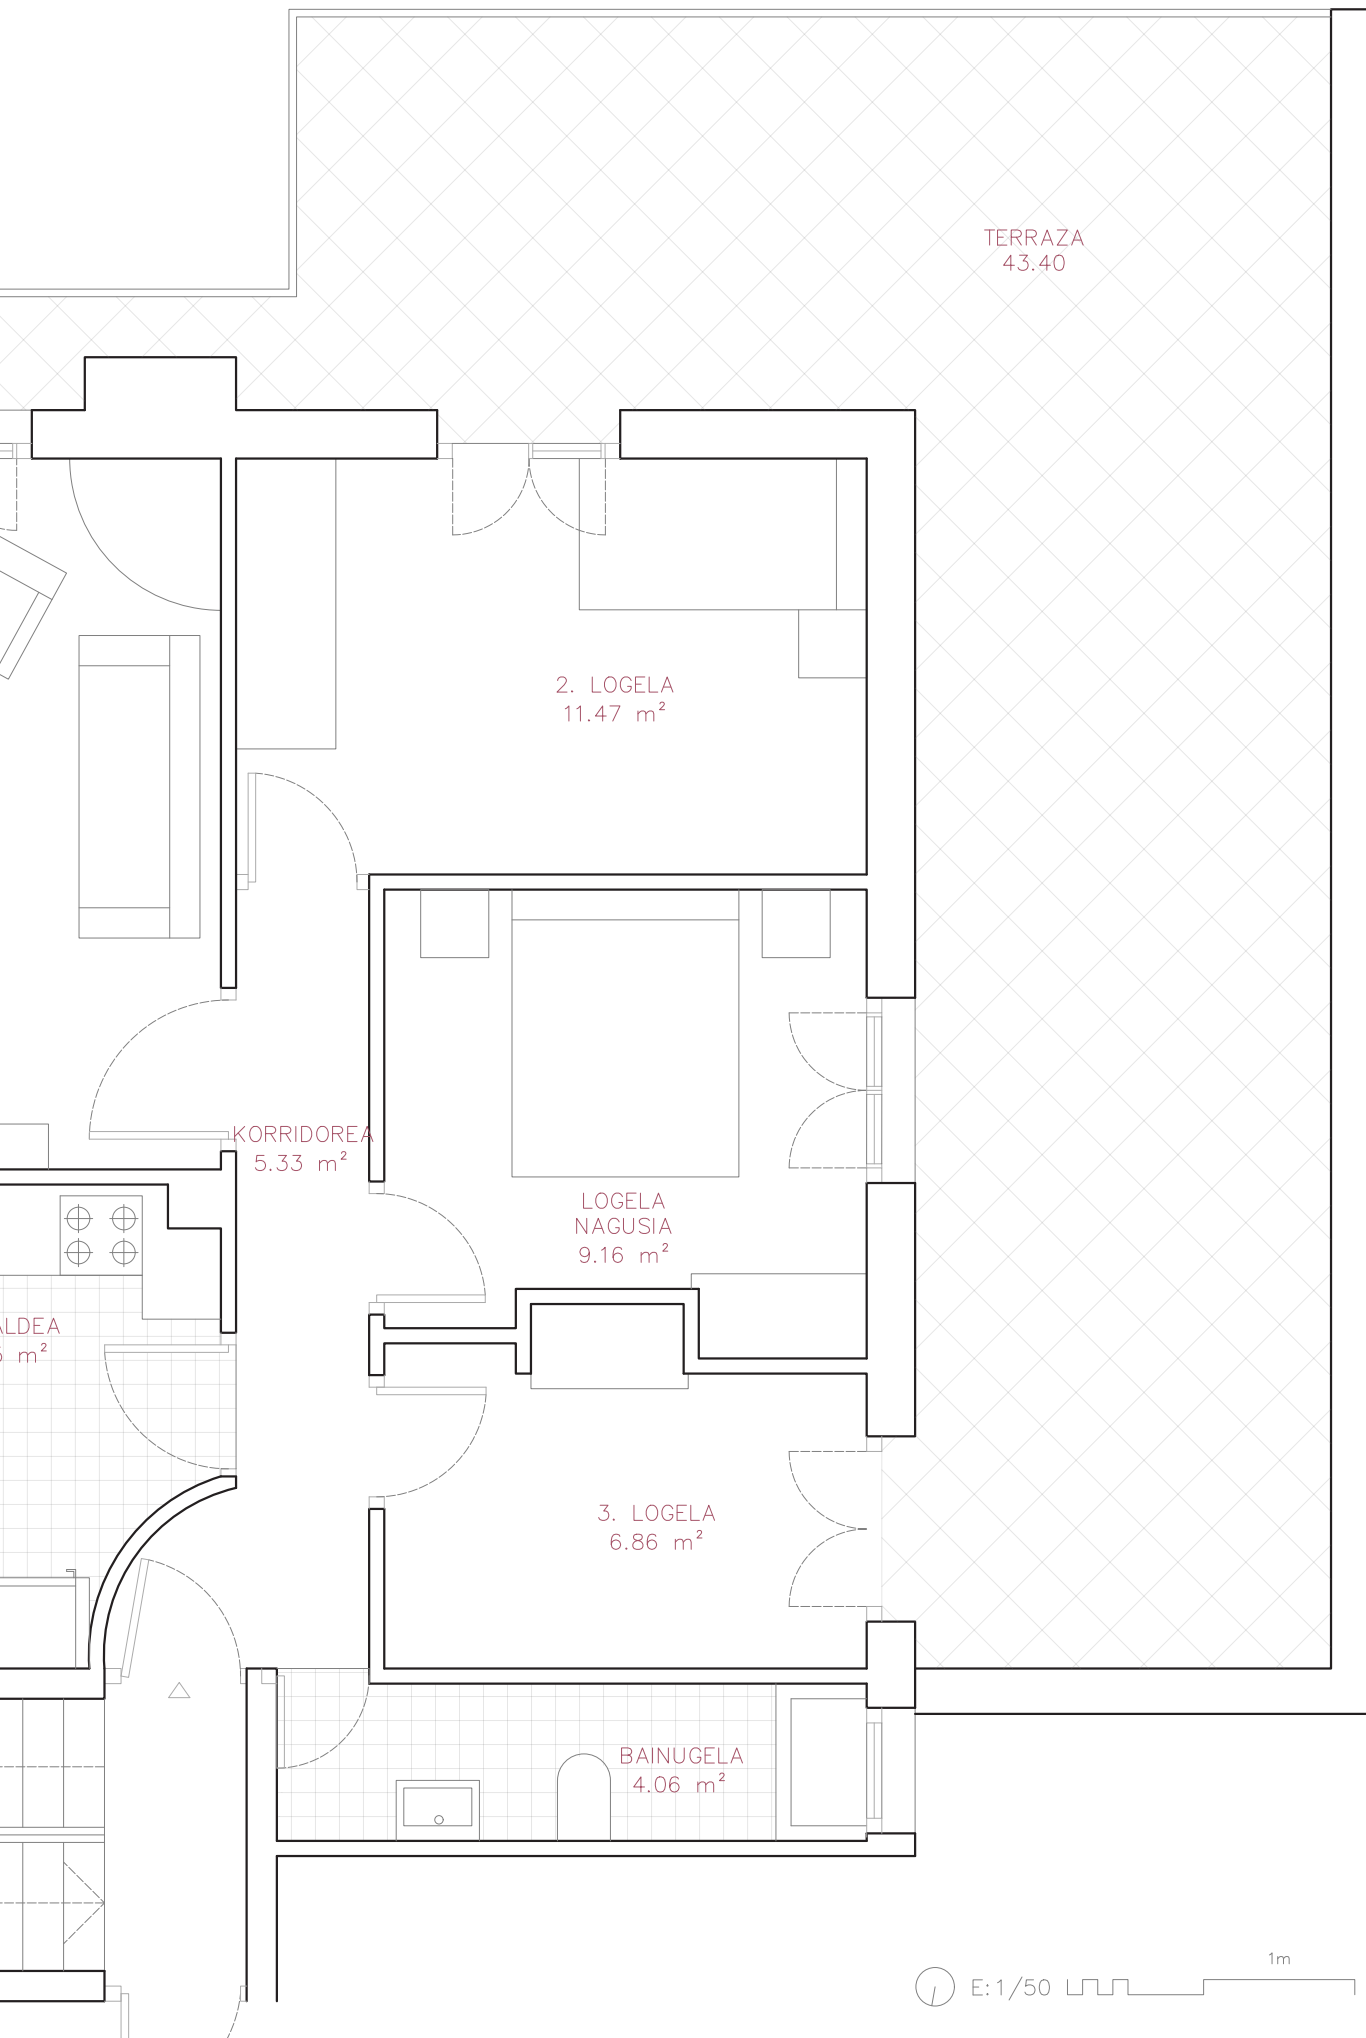 TERRAZA
43.40
2. LOGELA
11.47 m²
KORRIDOREA
5.33 m²
LOGELA
NAGUSIA
9.16 m²
ALDEA
m²
3. LOGELA
6.86 m²
BAINUGELA
4.06 m²
E: 1/50
1m